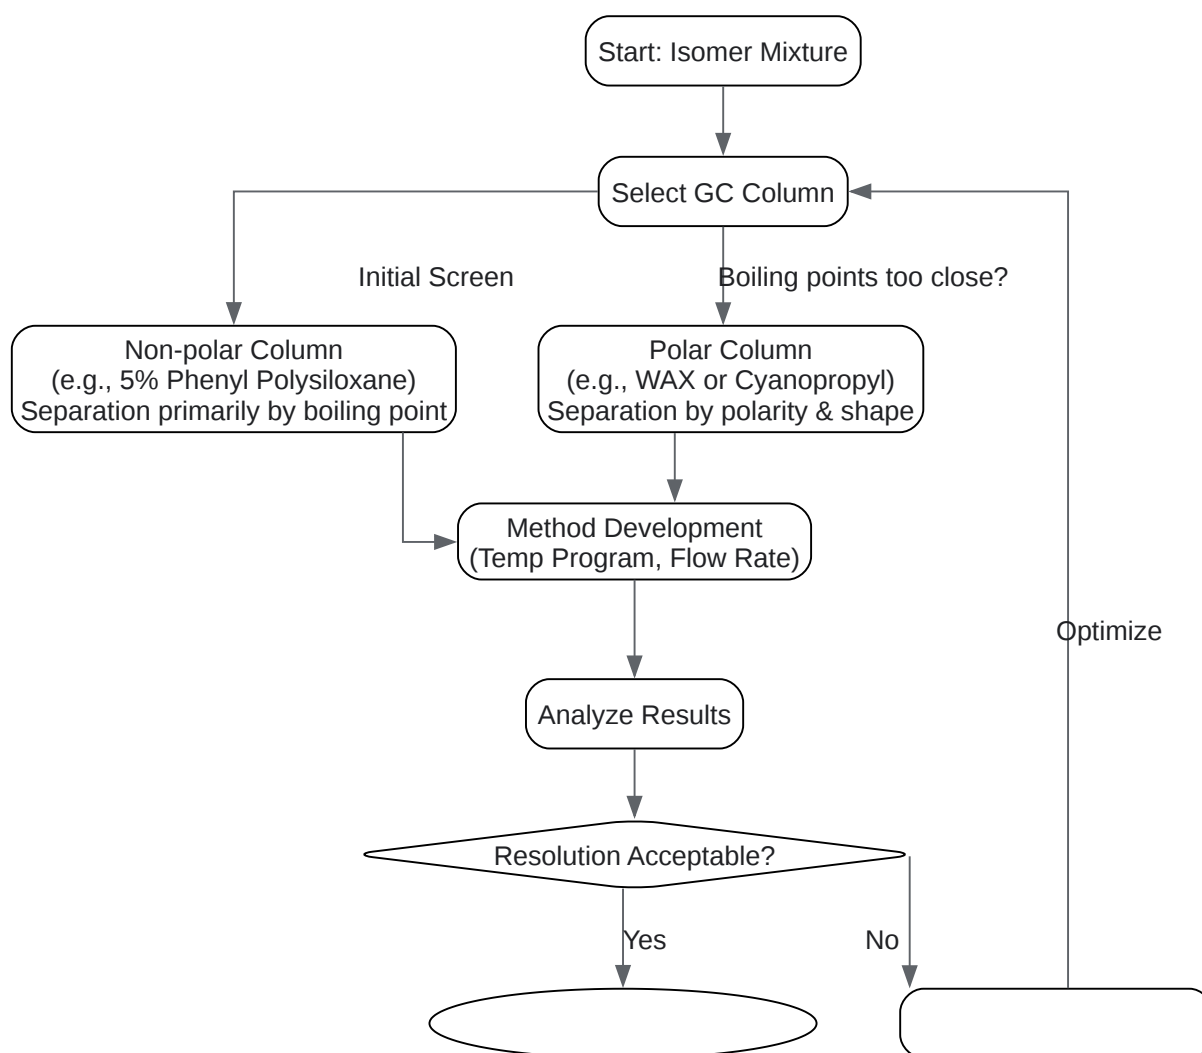 Start: Isomer Mixture
Select GC Column
Initial Screen
Boiling points too close?
Non-polar Column
(e.g., 5% Phenyl Polysiloxane)
Separation primarily by boiling point
Polar Column
(e.g., WAX or Cyanopropyl)
Separation by polarity & shape
Method Development
(Temp Program, Flow Rate)
Optimize
Analyze Results
Resolution Acceptable?
Yes
No